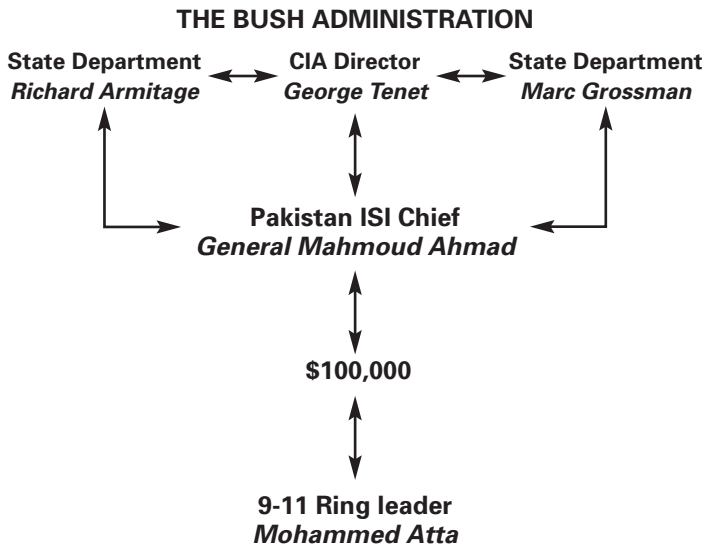 THE BUSH ADMINISTRATION
State Department
Richard Armitage
CIA Director
George Tenet
State Department
Marc Grossman
Pakistan ISI Chief
General Mahmoud Ahmad
$100,000
9-11 Ring leader
Mohammed Atta